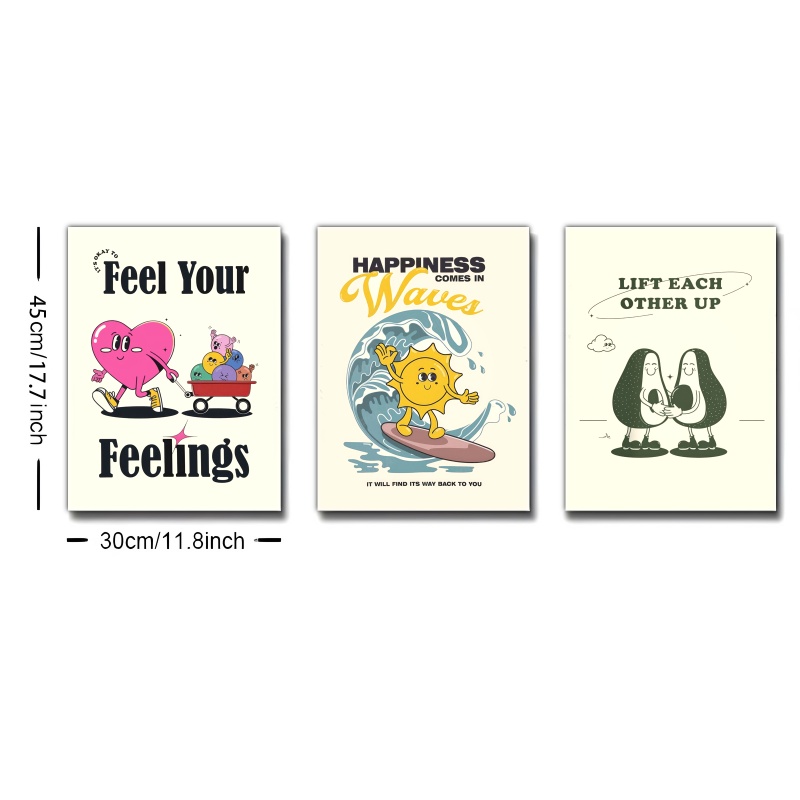 IT'S OKAY TO
Feel Your
Feelings
HAPPINESS
COMES IN
Waves
IT WILL FIND ITS WAY BACK TO YOU
LIFT EACH
OTHER UP
45cm/17.7inch
30cm/11.8inch